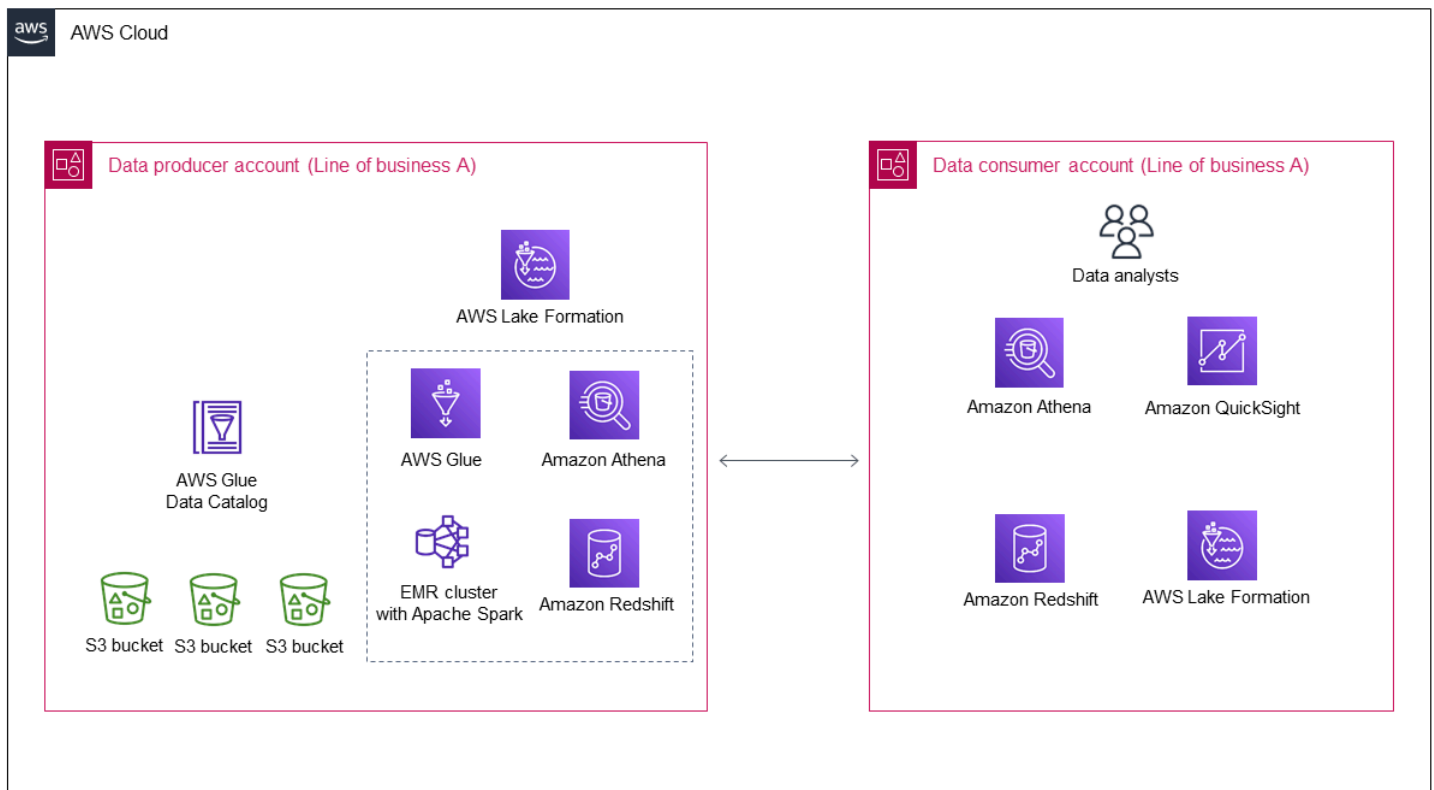 aws
AWS Cloud
Data producer account (Line of business A)
AWS Lake Formation
AWS Glue
Data Catalog
S3 bucket
S3 bucket
S3 bucket
AWS Glue
Amazon Athena
EMR cluster
with Apache Spark
Amazon Redshift
Data consumer account (Line of business A)
Data analysts
Amazon Athena
Amazon QuickSight
Amazon Redshift
AWS Lake Formation